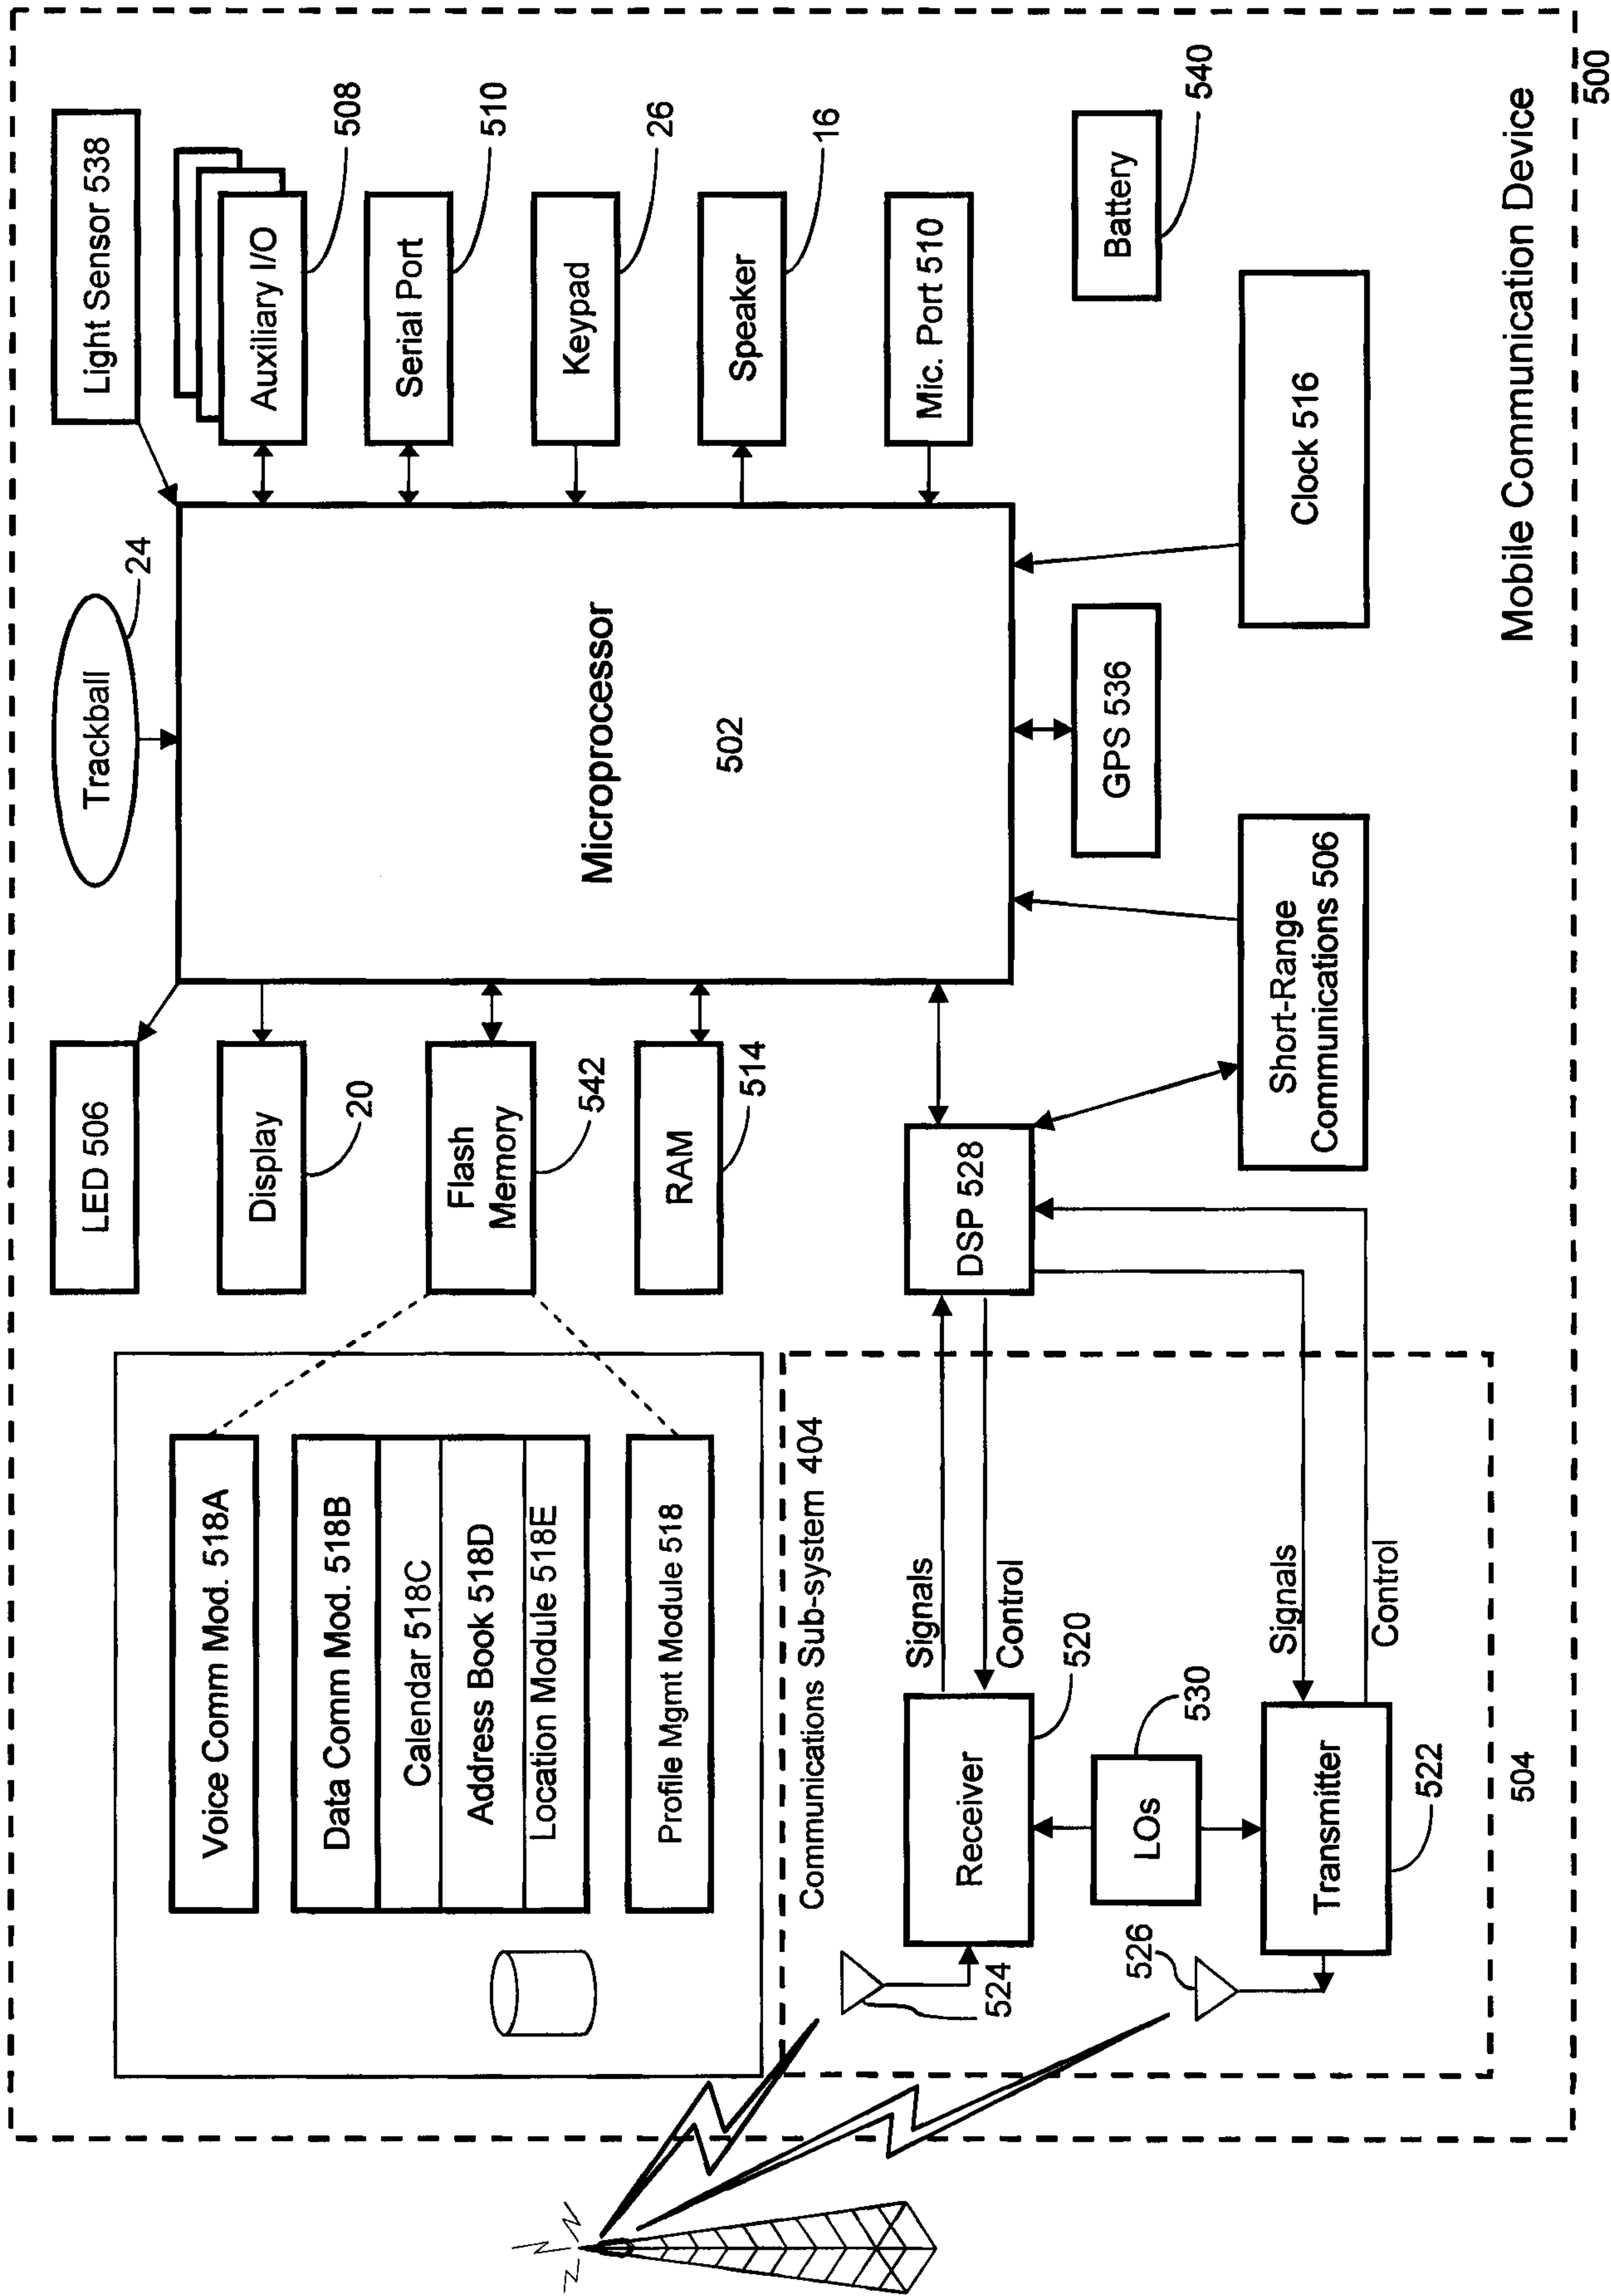 Trackball
24
Light Sensor 538
LED 506
Display
20
Flash
Memory
542
RAM
514
Microprocessor
502
Auxiliary I/O
508
Serial Port
510
Keypad
26
Speaker
16
Mic. Port 510
Voice Comm Mod. 518A
Data Comm Mod. 518B
Calendar 518C
Address Book 518D
Location Module 518E
Profile Mgmt Module 518
Communications Sub-system 404
Signals
Control
Receiver
520
524
LOs
530
526
Signals
Control
Transmitter
522
504
DSP 528
Short-Range
Communications 506
GPS 536
Clock 516
Battery
540
Mobile Communication Device
500